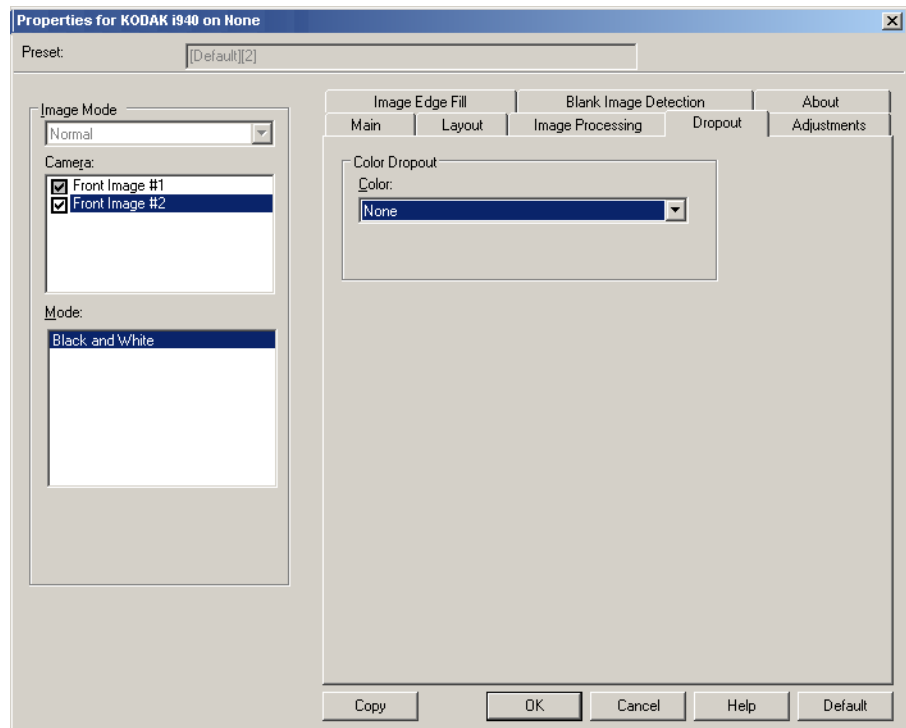 Properties for KODAK i940 on None
Preset:
[Default][2]
Image Mode
Normal
Camera:
Front Image #1
Front Image #2
Mode:
Black and White
Image Edge Fill
Blank Image Detection
About
Main
Layout
Image Processing
Dropout
Adjustments
Color Dropout
Color:
None
Copy
OK
Cancel
Help
Default